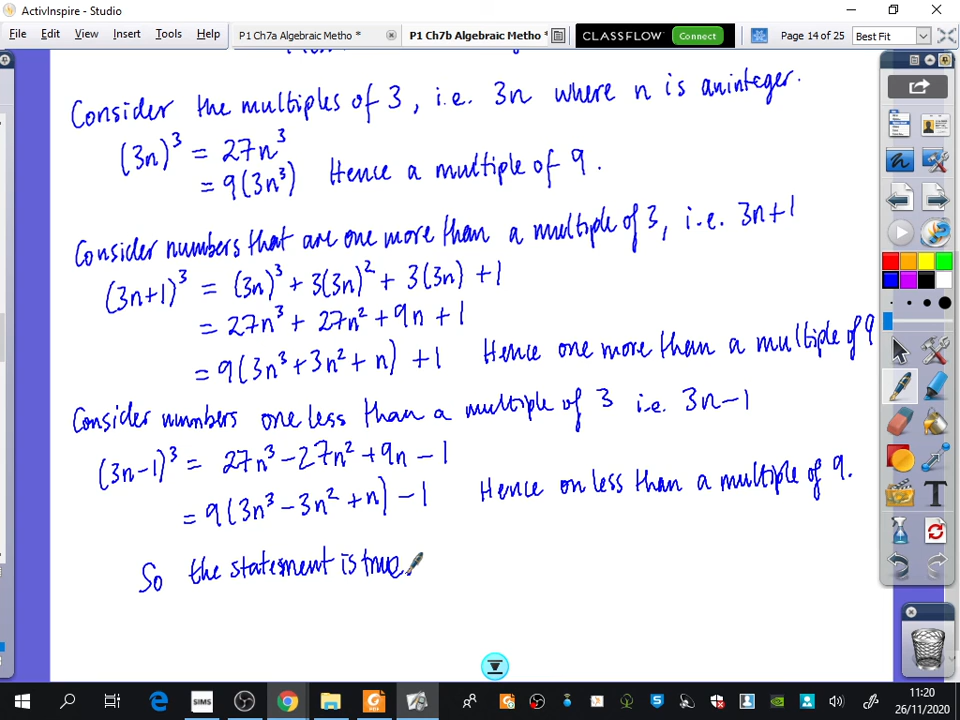 ActivInspire - Studio
File Edit View Insert Tools Help P1 Ch7a Algebraic Metho * P1 Ch7b Algebraic Metho * CLASSFLOW Connect Page 14 of 25 Best Fit
Consider the multiples of 3, i.e. 3n where n is aninteger.
(3n)³ = 27n³
= 9(3n³) Hence a multiple of 9.
Consider numbers that are one more than a multiple of 3, i.e. 3n+1
(3n+1)³ = (3n)³ + 3(3n)² + 3(3n) + 1
= 27n³ + 27n² + 9n + 1
= 9(3n³ + 3n² + n) + 1 Hence one more than a multiple of 9
Consider numbers one less than a multiple of 3 i.e. 3n-1
(3n-1)³ = 27n³ - 27n² + 9n - 1
= 9(3n³ - 3n² + n) - 1 Hence on less than a multiple of 9.
So the statement is true.
SIMS
11:20
26/11/2020